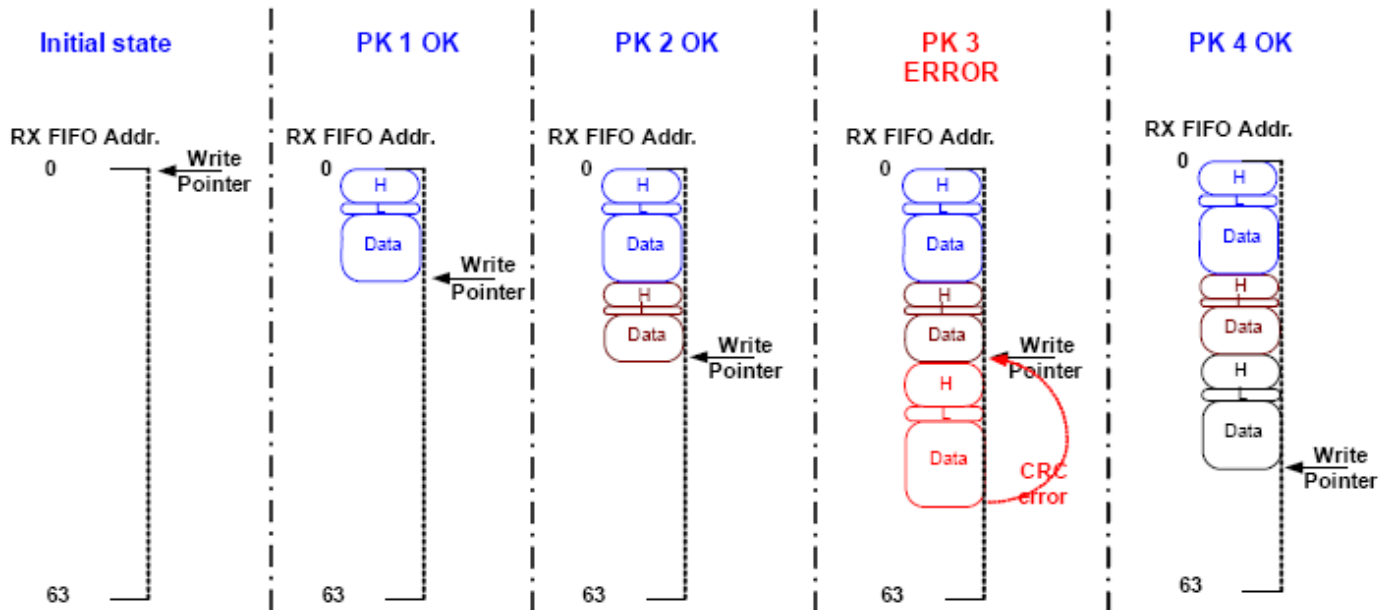 Initial state
RX FIFO Addr.
0
Write
Pointer
63
PK 1 OK
RX FIFO Addr.
0
H
L
Data
Write
Pointer
63
PK 2 OK
RX FIFO Addr.
0
H
L
Data
H
L
Data
Write
Pointer
63
PK 3
ERROR
RX FIFO Addr.
0
H
L
Data
H
L
Data
Write
Pointer
H
L
Data
CRC
error
63
PK 4 OK
RX FIFO Addr.
0
H
L
Data
H
L
Data
H
L
Data
Write
Pointer
63